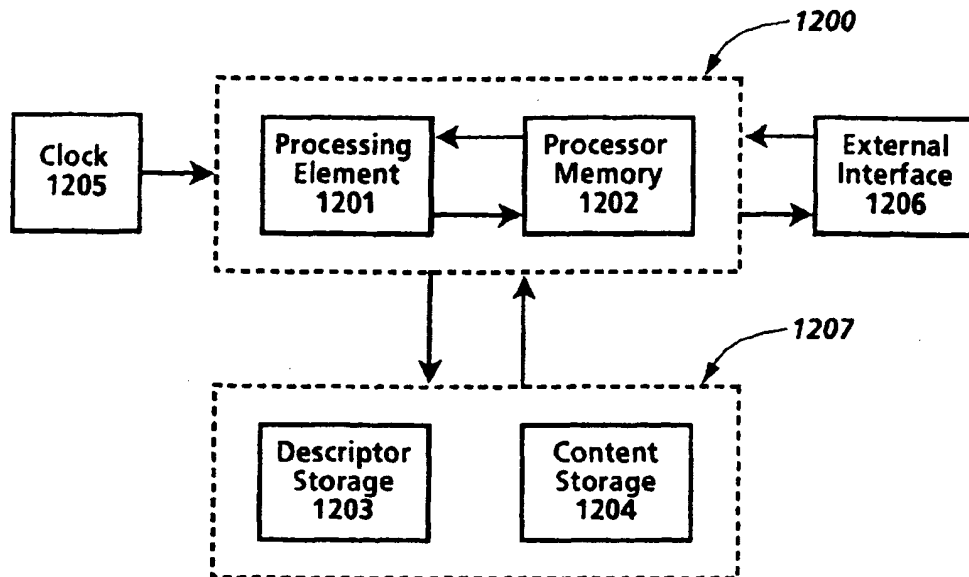 1200
Clock
1205
Processing
Element
1201
Processor
Memory
1202
External
Interface
1206
1207
Descriptor
Storage
1203
Content
Storage
1204